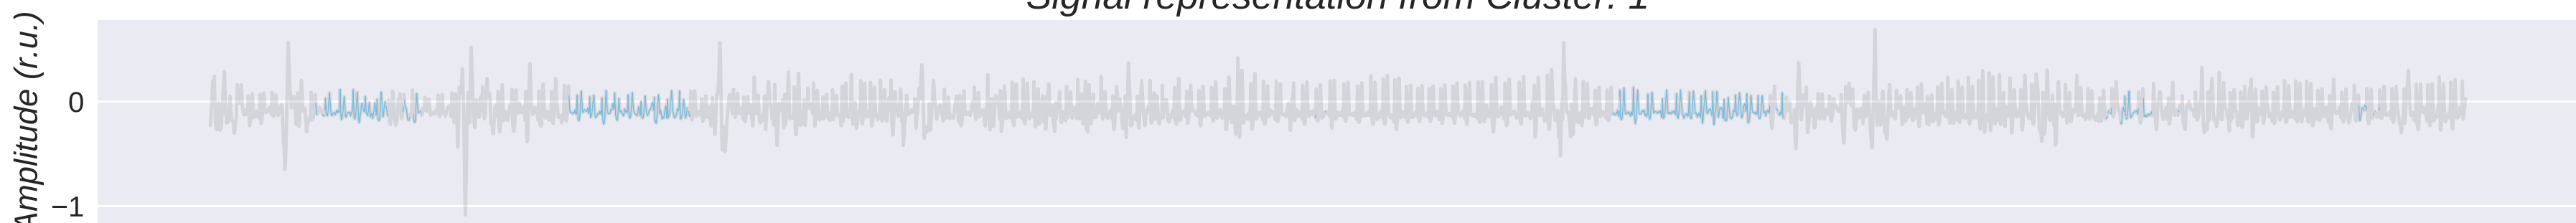 Signal representation from Cluster: 1
Amplitude (r.u.)
0
−1